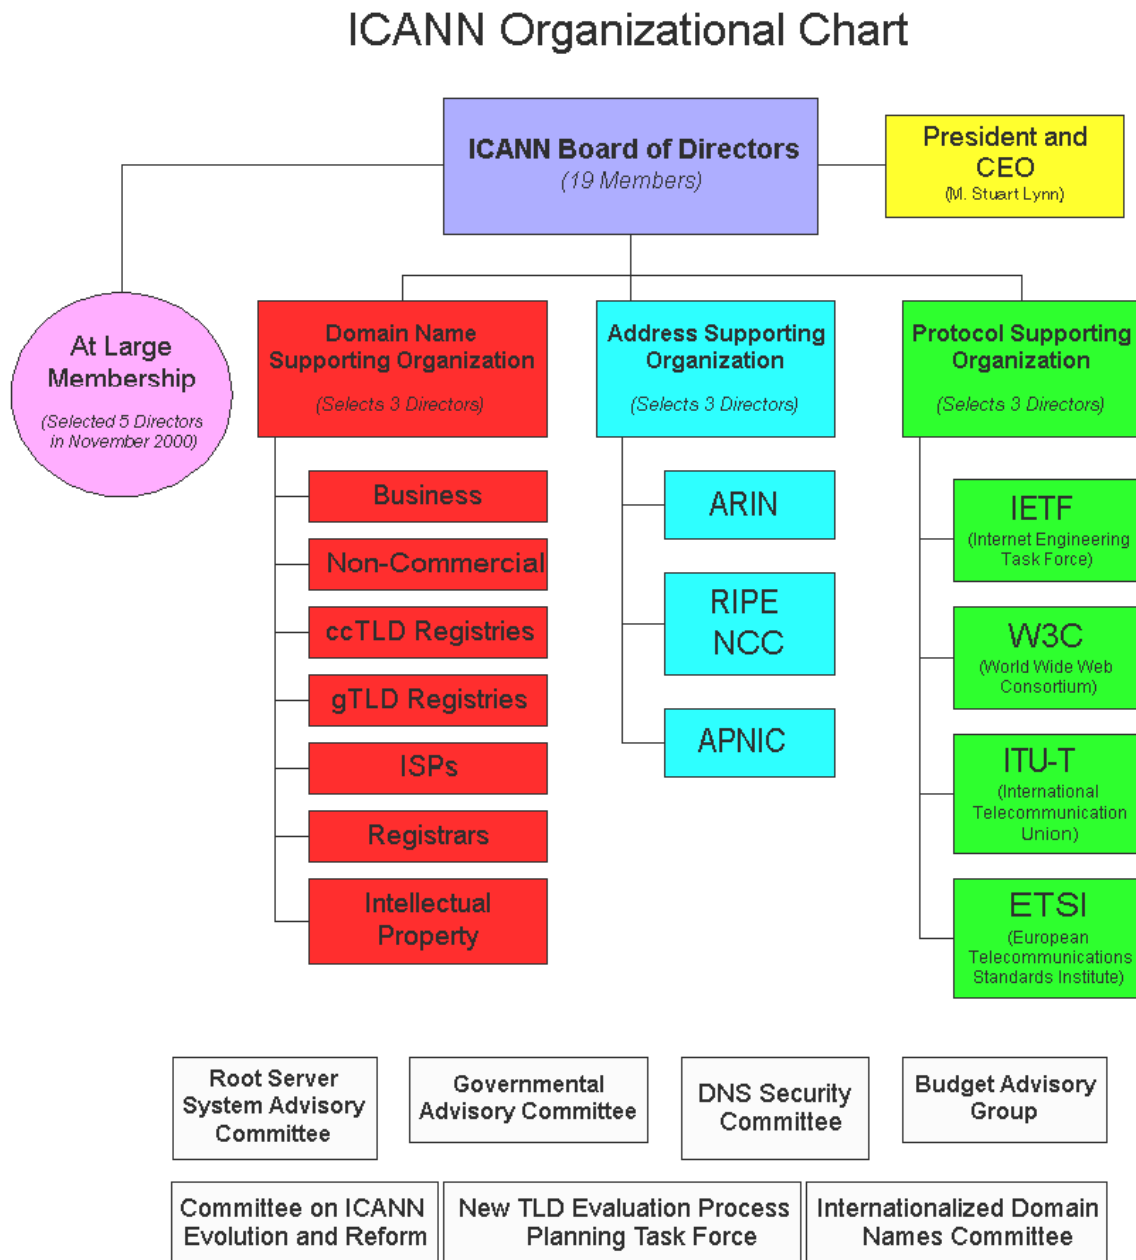 ICANN Organizational Chart
ICANN Board of Directors
(19 Members)
President and
CEO
(M. Stuart Lynn)
At Large
Membership
(Selected 5 Directors
in November 2000)
Domain Name
Supporting Organization
(Selects 3 Directors)
Business
Non-Commercial
ccTLD Registries
gTLD Registries
ISPs
Registrars
Intellectual
Property
Address Supporting
Organization
(Selects 3 Directors)
ARIN
RIPE
NCC
APNIC
Protocol Supporting
Organization
(Selects 3 Directors)
IETF
(Internet Engineering
Task Force)
W3C
(World Wide Web
Consortium)
ITU-T
(International
Telecommunication
Union)
ETSI
(European
Telecommunications
Standards Institute)
Root Server
System Advisory
Committee
Governmental
Advisory Committee
DNS Security
Committee
Budget Advisory
Group
Committee on ICANN
Evolution and Reform
New TLD Evaluation Process
Planning Task Force
Internationalized Domain
Names Committee